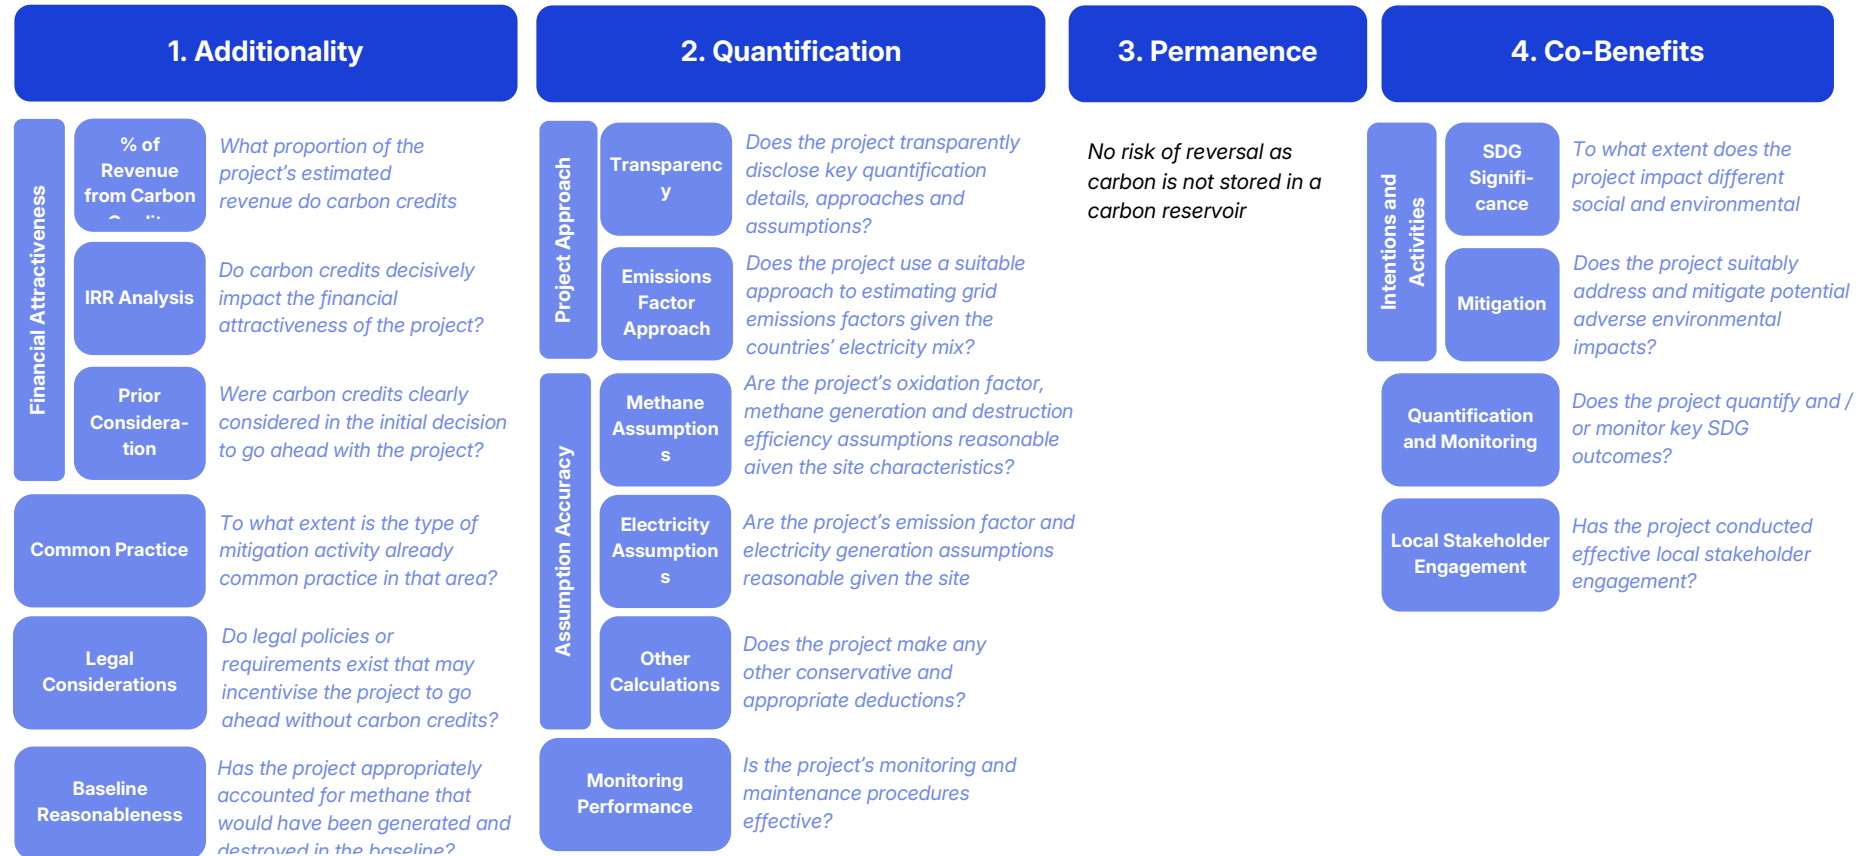 1. Additionality
Financial Attractiveness
% of
Revenue
from Carbon
What proportion of the
project's estimated
revenue do carbon credits
IRR Analysis
Do carbon credits decisively
impact the financial
attractiveness of the project?
Prior
Considera-
tion
Were carbon credits clearly
considered in the initial decision
to go ahead with the project?
Common Practice
To what extent is the type of
mitigation activity already
common practice in that area?
Legal
Considerations
Do legal policies or
requirements exist that may
incentivise the project to go
ahead without carbon credits?
Baseline
Reasonableness
Has the project appropriately
accounted for methane that
would have been generated and
destroyed in the baseline?
2. Quantification
Project Approach
Transparenc
y
Does the project transparently
disclose key quantification
details, approaches and
assumptions?
Emissions
Factor
Approach
Does the project use a suitable
approach to estimating grid
emissions factors given the
countries' electricity mix?
Assumption Accuracy
Methane
Assumption
s
Are the project's oxidation factor,
methane generation and destruction
efficiency assumptions reasonable
given the site characteristics?
Electricity
Assumption
s
Are the project's emission factor and
electricity generation assumptions
reasonable given the site
Other
Calculations
Does the project make any
other conservative and
appropriate deductions?
Monitoring
Performance
Is the project's monitoring and
maintenance procedures
effective?
3. Permanence
No risk of reversal as
carbon is not stored in a
carbon reservoir
4. Co-Benefits
Intentions and
Activities
SDG
Signifi-
cance
To what extent does the
project impact different
social and environmental
Mitigation
Does the project suitably
address and mitigate potential
adverse environmental
impacts?
Quantification
and Monitoring
Does the project quantify and /
or monitor key SDG
outcomes?
Local Stakeholder
Engagement
Has the project conducted
effective local stakeholder
engagement?